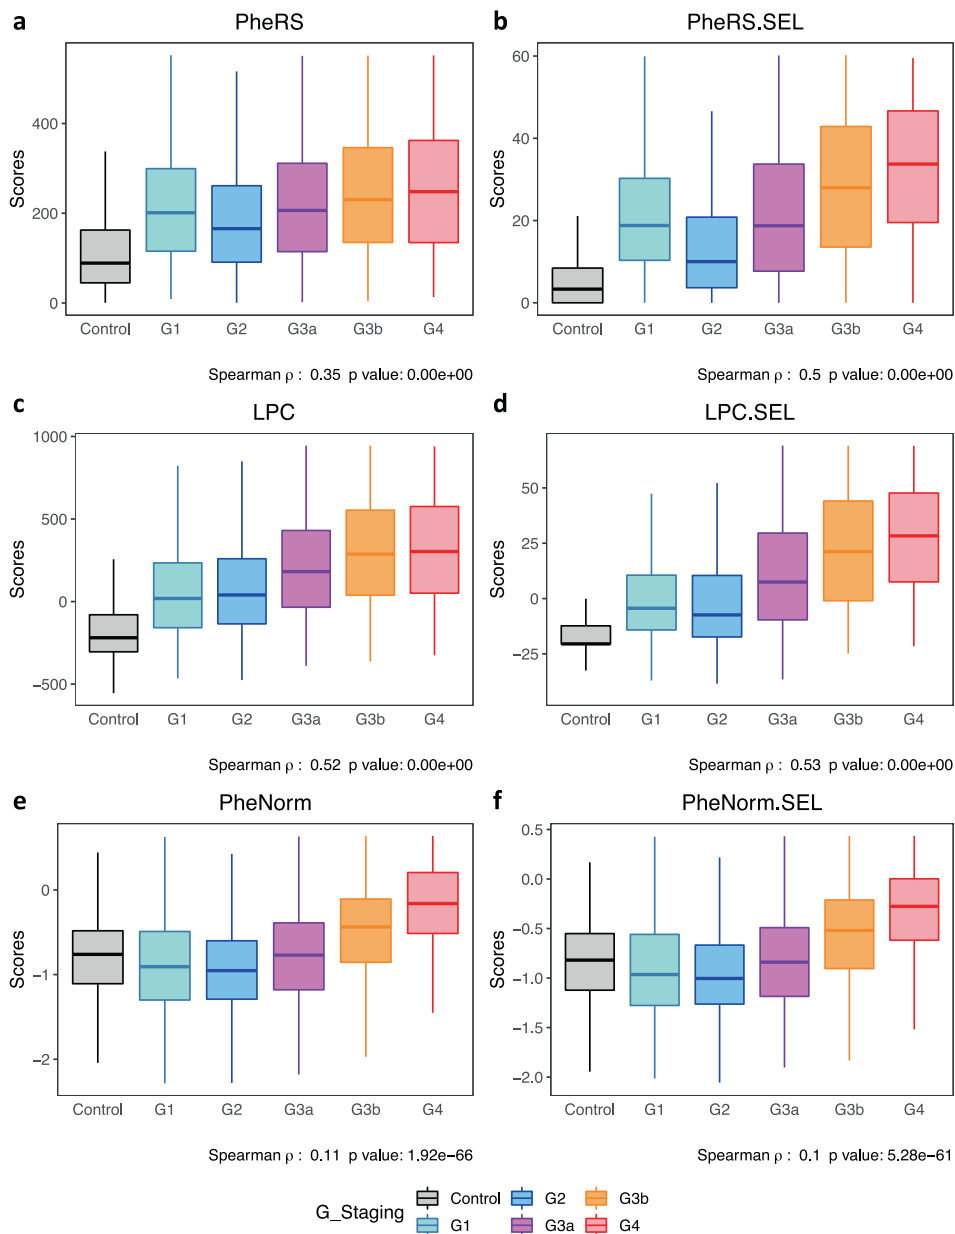 a PheRS
Scores
400
200
0
Control G1 G2 G3a G3b G4
Spearman ρ : 0.35 p value: 0.00e+00
b PheRS.SEL
Scores
60
40
20
0
Control G1 G2 G3a G3b G4
Spearman ρ : 0.5 p value: 0.00e+00
c LPC
Scores
1000
500
0
−500
Control G1 G2 G3a G3b G4
Spearman ρ : 0.52 p value: 0.00e+00
d LPC.SEL
Scores
50
25
0
−25
Control G1 G2 G3a G3b G4
Spearman ρ : 0.53 p value: 0.00e+00
e PheNorm
Scores
0
−1
−2
Control G1 G2 G3a G3b G4
Spearman ρ : 0.11 p value: 1.92e−66
f PheNorm.SEL
Scores
0.5
0.0
−0.5
−1.0
−1.5
−2.0
Control G1 G2 G3a G3b G4
Spearman ρ : 0.1 p value: 5.28e−61
G_Staging
Control G2 G3b
G1 G3a G4